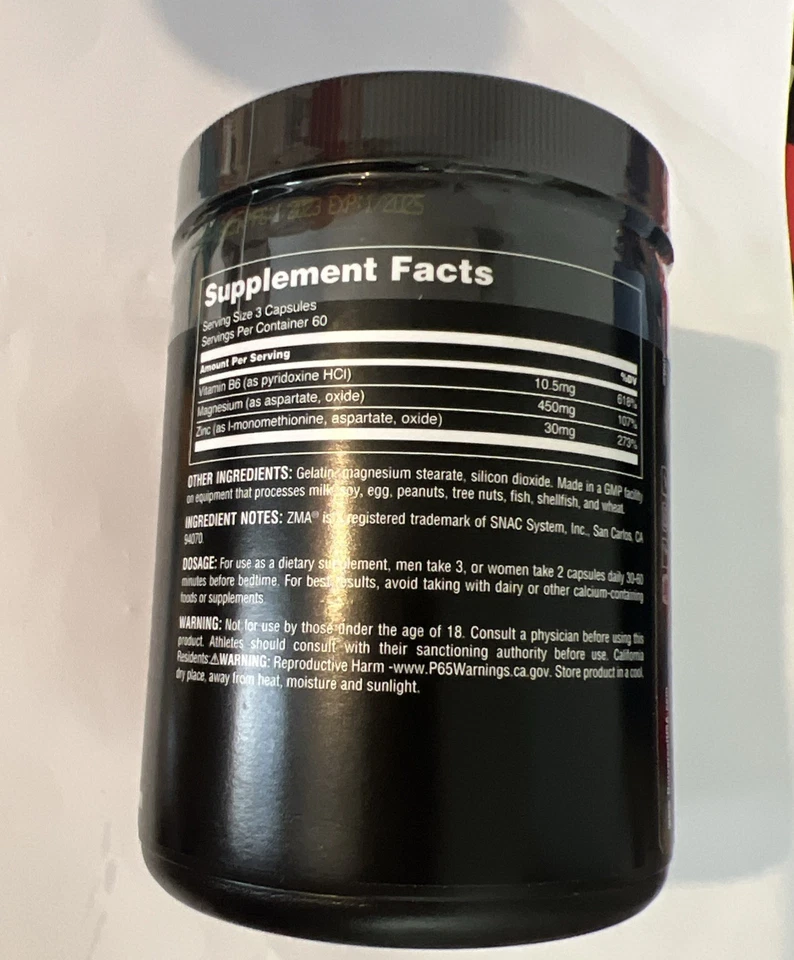 2023 EXP:1/2025
Supplement Facts
Serving Size 3 Capsules
Servings Per Container 60
Amount Per Serving %DV
Vitamin B6 (as pyridoxine HCl) 10.5mg 618%
Magnesium (as aspartate, oxide) 450mg 107%
Zinc (as l-monomethionine, aspartate, oxide) 30mg 273%
OTHER INGREDIENTS: Gelatin, magnesium stearate, silicon dioxide. Made in a GMP facility
on equipment that processes milk, soy, egg, peanuts, tree nuts, fish, shellfish, and wheat.
INGREDIENT NOTES: ZMA® is a registered trademark of SNAC System, Inc., San Carlos, CA
94070.
DOSAGE: For use as a dietary supplement, men take 3, or women take 2 capsules daily 30-60
minutes before bedtime. For best results, avoid taking with dairy or other calcium-containing
foods or supplements
WARNING: Not for use by those under the age of 18. Consult a physician before using this
product. Athletes should consult with their sanctioning authority before use. California
Residents:⚠WARNING: Reproductive Harm -www.P65Warnings.ca.gov. Store product in a cool,
dry place, away from heat, moisture and sunlight.